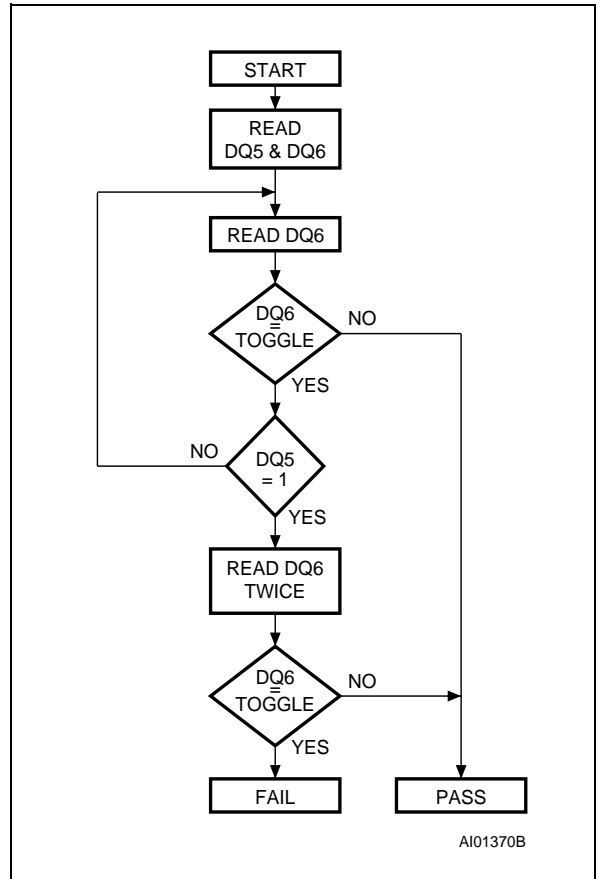 START
READ
DQ5 & DQ6
READ DQ6
DQ6
=
TOGGLE
NO
YES
NO
DQ5
= 1
YES
READ DQ6
TWICE
DQ6
=
TOGGLE
NO
YES
FAIL
PASS
AI01370B